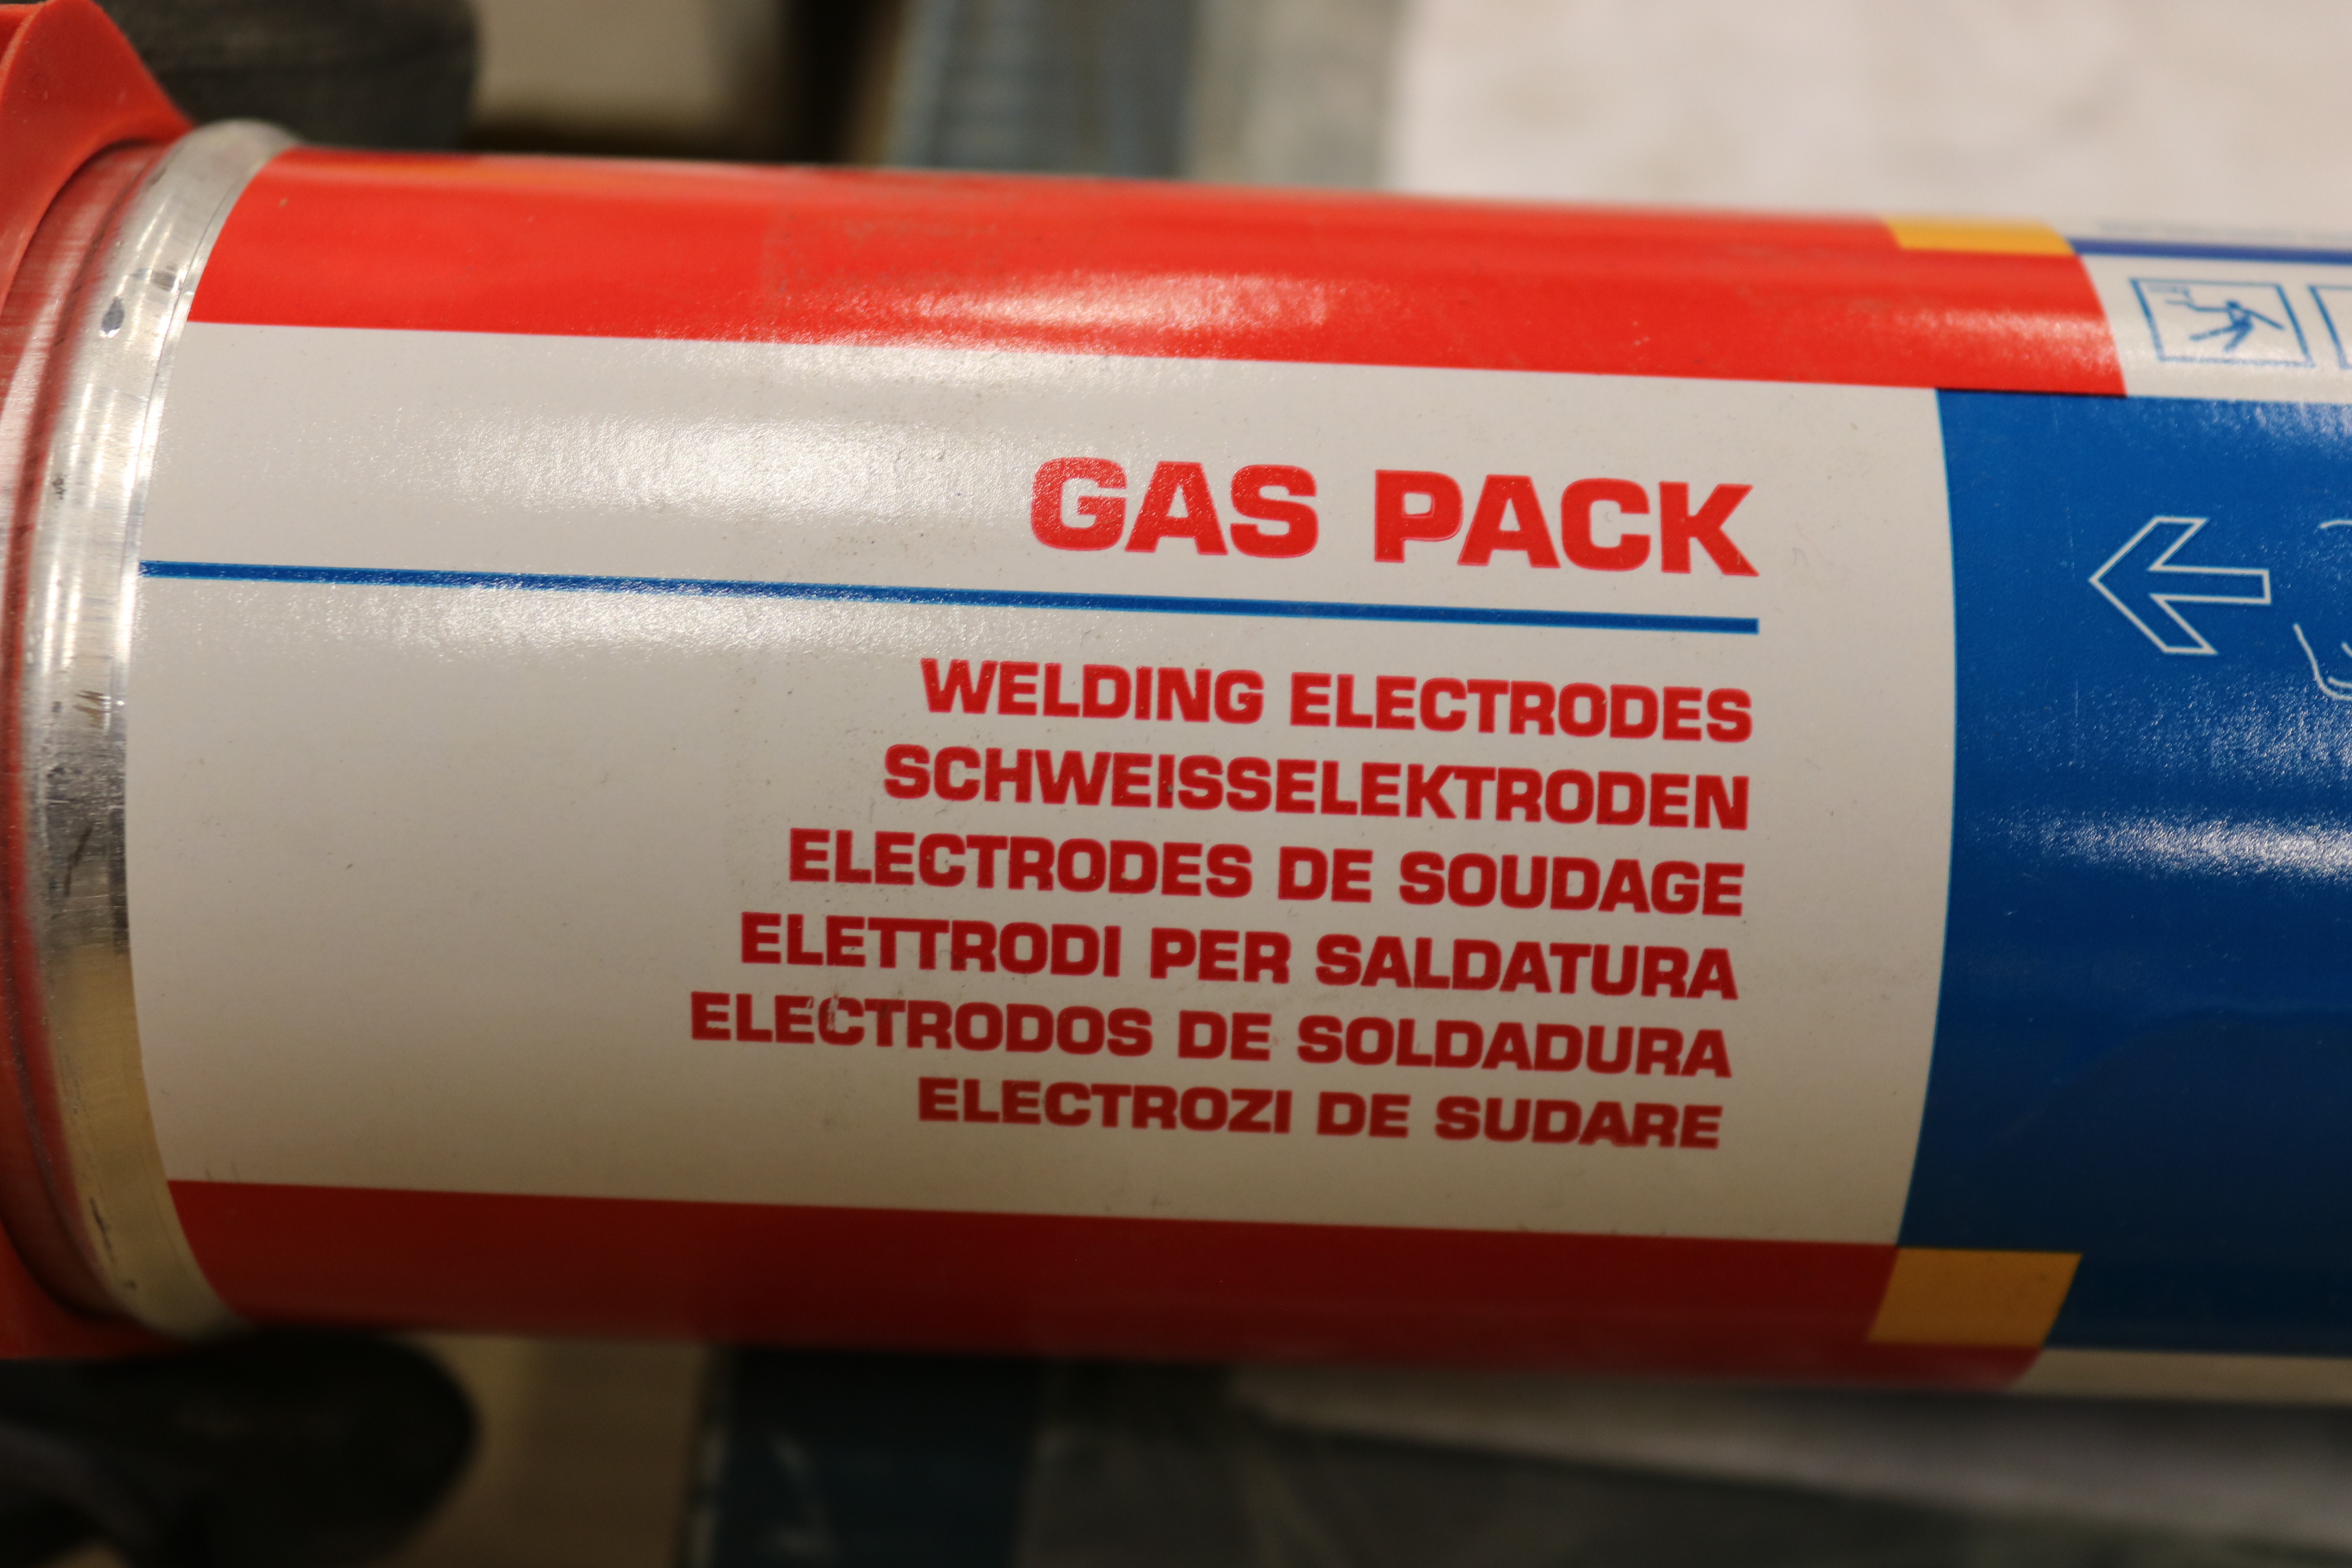 GAS PACK
WELDING ELECTRODES
SCHWEISSELEKTRODEN
ELECTRODES DE SOUDAGE
ELETTRODI PER SALDATURA
ELECTRODOS DE SOLDADURA
ELECTROZI DE SUDARE